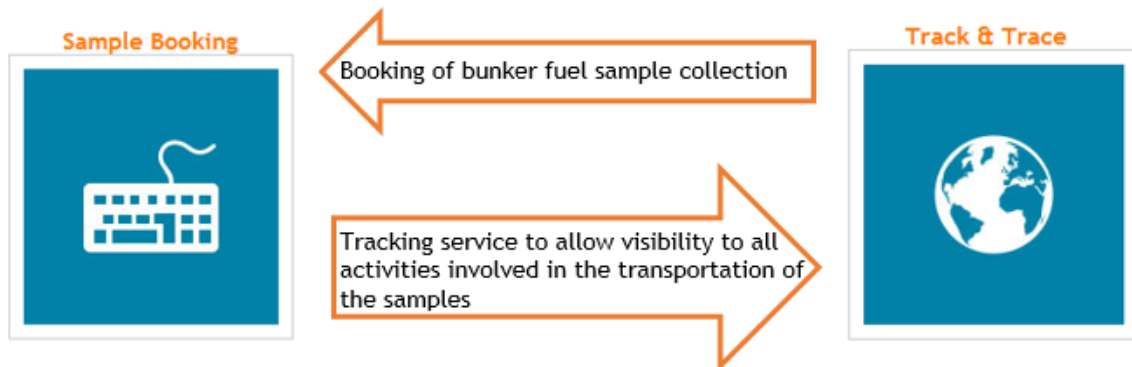 Sample Booking
Track & Trace
Booking of bunker fuel sample collection
Tracking service to allow visibility to all
activities involved in the transportation of
the samples